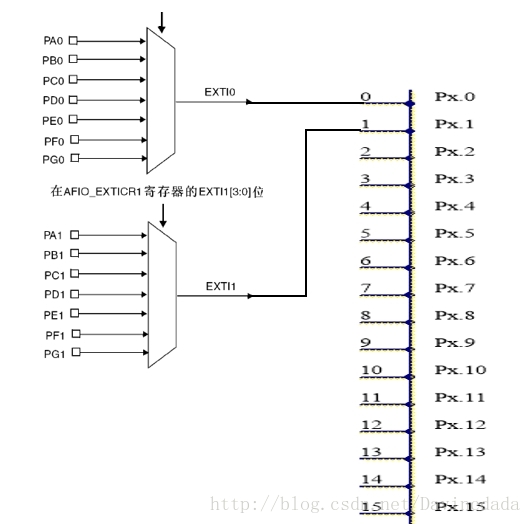 PA0
PB0
PC0
PD0
PE0
PF0
PG0
EXTI0
在AFIO_EXTICR1寄存器的EXTI1[3:0]位
PA1
PB1
PC1
PD1
PE1
PF1
PG1
EXTI1
0 Px.0
1 Px.1
2 Px.2
3 Px.3
4 Px.4
5 Px.5
6 Px.6
7 Px.7
8 Px.8
9 Px.9
10 Px.10
11 Px.11
12 Px.12
13 Px.13
14 Px.14
15 Px.15
http://blog.csdn.net/Dayingdada